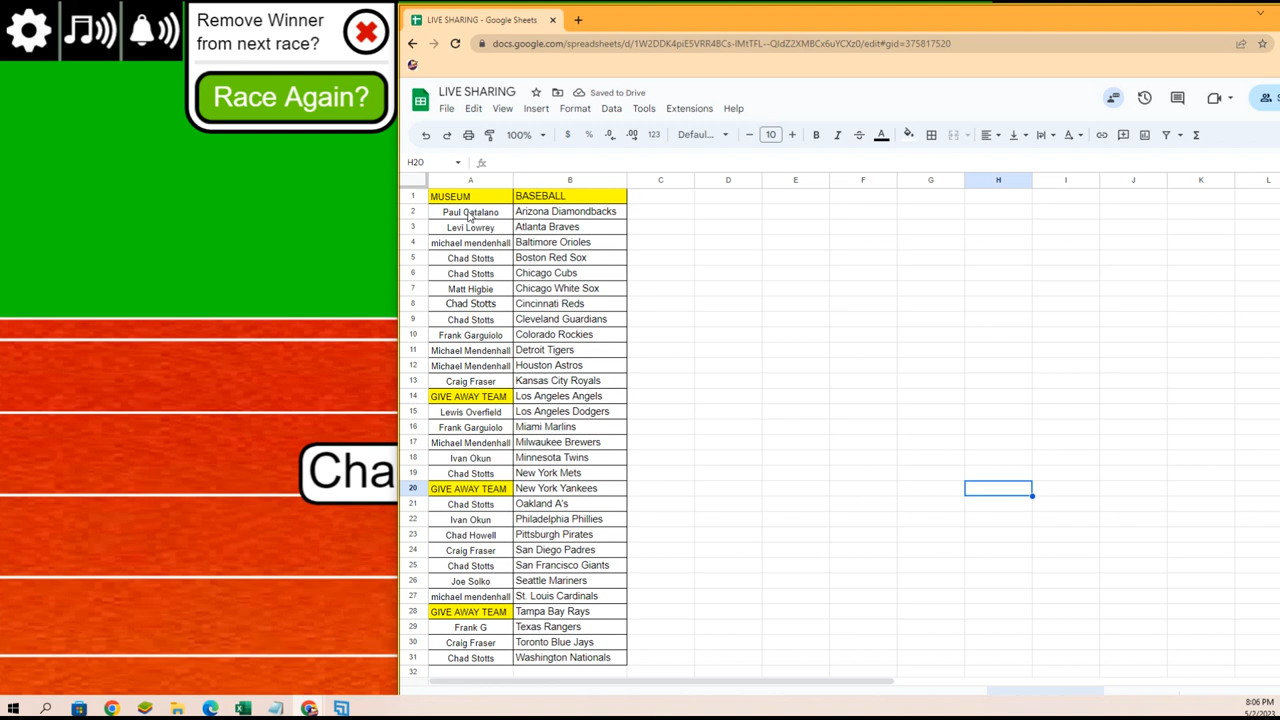 Remove Winner
from next race?
Race Again?
Cha
LIVE SHARING - Google Sheets
docs.google.com/spreadsheets/d/1W2DDK4piE5VRR4BCs-IMtTFL--QIdZ2XMBCx6uYCXz0/edit#gid=375817520
LIVE SHARING
Saved to Drive
File Edit View Insert Format Data Tools Extensions Help
100% $ % .0 .00 123 Defaul... 10 B I A
H20 fx
A B C D E F G H I J K L
1 MUSEUM BASEBALL
2 Paul Catalano Arizona Diamondbacks
3 Levi Lowrey Atlanta Braves
4 michael mendenhall Baltimore Orioles
5 Chad Stotts Boston Red Sox
6 Chad Stotts Chicago Cubs
7 Matt Higbie Chicago White Sox
8 Chad Stotts Cincinnati Reds
9 Chad Stotts Cleveland Guardians
10 Frank Garguiolo Colorado Rockies
11 Michael Mendenhall Detroit Tigers
12 Michael Mendenhall Houston Astros
13 Craig Fraser Kansas City Royals
14 GIVE AWAY TEAM Los Angeles Angels
15 Lewis Overfield Los Angeles Dodgers
16 Frank Garguiolo Miami Marlins
17 Michael Mendenhall Milwaukee Brewers
18 Ivan Okun Minnesota Twins
19 Chad Stotts New York Mets
20 GIVE AWAY TEAM New York Yankees
21 Chad Stotts Oakland A's
22 Ivan Okun Philadelphia Phillies
23 Chad Howell Pittsburgh Pirates
24 Craig Fraser San Diego Padres
25 Chad Stotts San Francisco Giants
26 Joe Solko Seattle Mariners
27 michael mendenhall St. Louis Cardinals
28 GIVE AWAY TEAM Tampa Bay Rays
29 Frank G Texas Rangers
30 Craig Fraser Toronto Blue Jays
31 Chad Stotts Washington Nationals
32
8:06 PM
5/2/2023